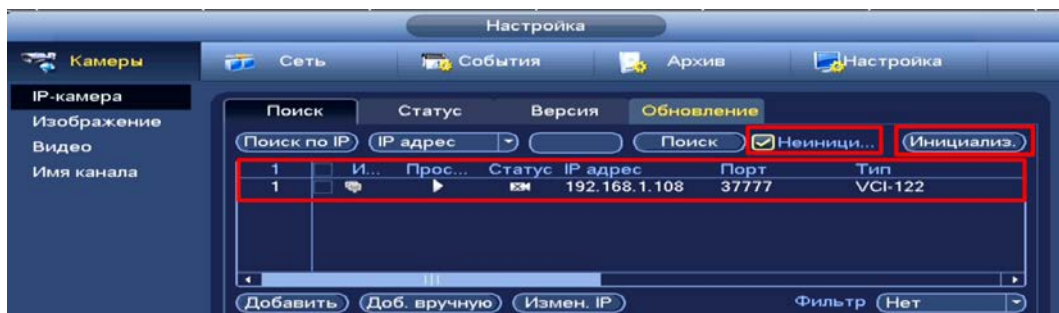 Настройка
Камеры Сеть События Архив Настройка
IP-камера
Изображение
Видео
Имя канала
Поиск Статус Версия Обновление
Поиск по IP IP адрес Поиск Неиници... Инициализ.
1 И... Прос... Статус IP адрес Порт Тип
1 192.168.1.108 37777 VCI-122
Добавить Доб. вручную Измен. IP Фильтр Нет